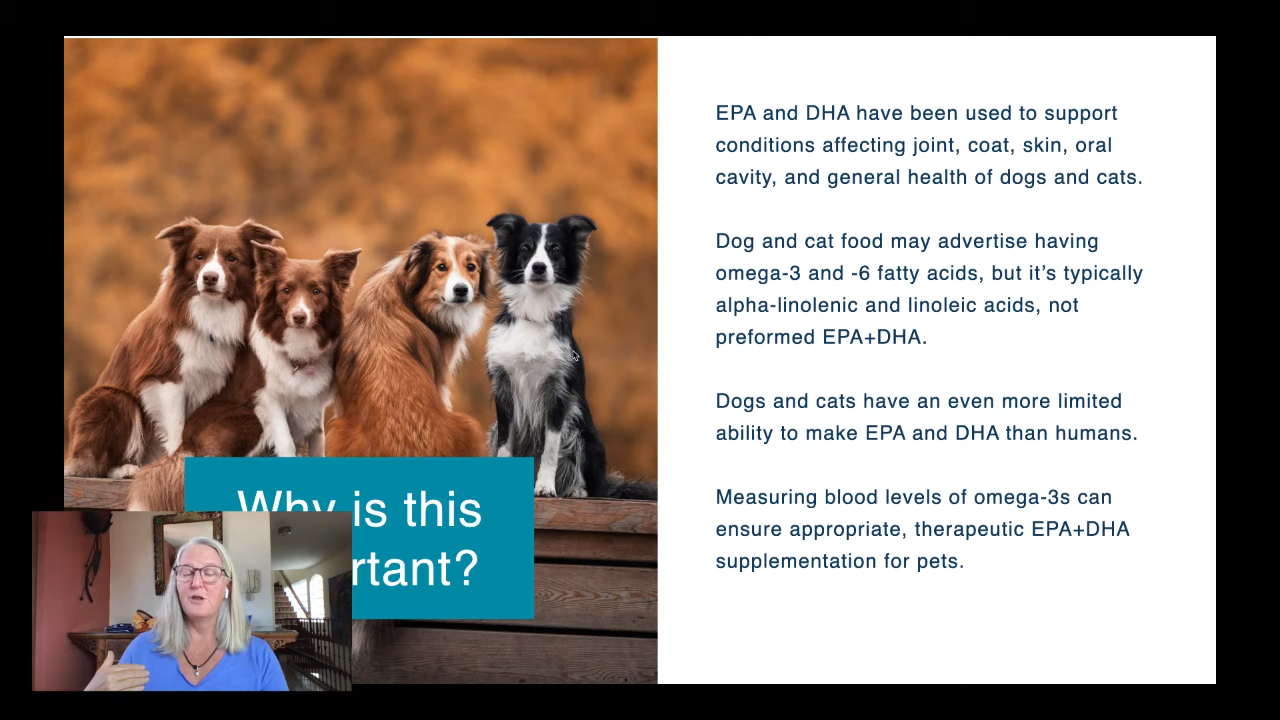 EPA and DHA have been used to support
conditions affecting joint, coat, skin, oral
cavity, and general health of dogs and cats.
Dog and cat food may advertise having
omega-3 and -6 fatty acids, but it’s typically
alpha-linolenic and linoleic acids, not
preformed EPA+DHA.
Dogs and cats have an even more limited
ability to make EPA and DHA than humans.
Measuring blood levels of omega-3s can
ensure appropriate, therapeutic EPA+DHA
supplementation for pets.
Why is this
rtant?